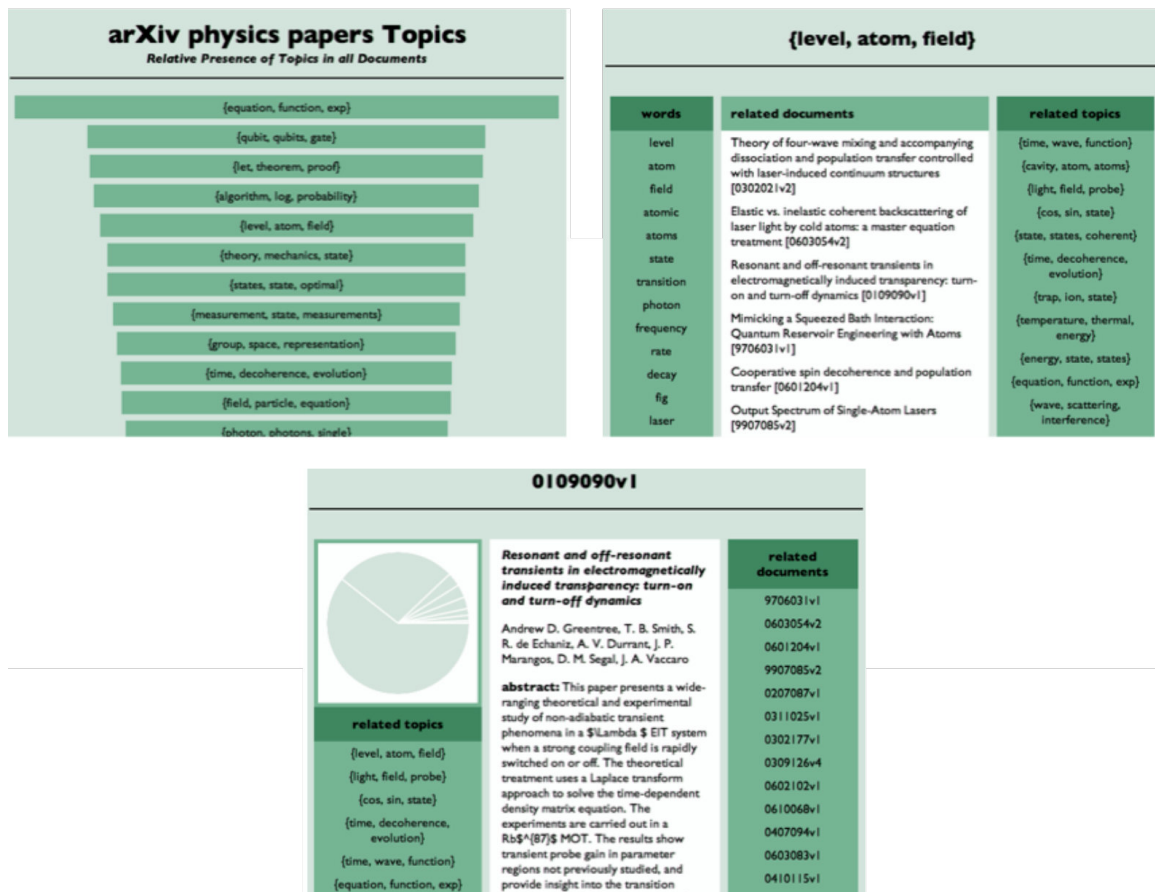 arXiv physics papers Topics
Relative Presence of Topics in all Documents
{equation, function, exp}
{qubit, qubits, gate}
{let, theorem, proof}
{algorithm, log, probability}
{level, atom, field}
{theory, mechanics, state}
{states, state, optimal}
{measurement, state, measurements}
{group, space, representation}
{time, decoherence, evolution}
{field, particle, equation}
{photon, photons, single}
{level, atom, field}
words
level
atom
field
atomic
atoms
state
transition
photon
frequency
rate
decay
fig
laser
related documents
Theory of four-wave mixing and accompanying
dissociation and population transfer controlled
with laser-induced continuum structures
[0302021v2]
Elastic vs. inelastic coherent backscattering of
laser light by cold atoms: a master equation
treatment [0603054v2]
Resonant and off-resonant transients in
electromagnetically induced transparency: turn-
on and turn-off dynamics [0109090v1]
Mimicking a Squeezed Bath Interaction:
Quantum Reservoir Engineering with Atoms
[9706031v1]
Cooperative spin decoherence and population
transfer [0601204v1]
Output Spectrum of Single-Atom Lasers
[9907085v2]
related topics
{time, wave, function}
{cavity, atom, atoms}
{light, field, probe}
{cos, sin, state}
{state, states, coherent}
{time, decoherence,
evolution}
{trap, ion, state}
{temperature, thermal,
energy}
{energy, state, states}
{equation, function, exp}
{wave, scattering,
interference}
0109090v1
related topics
{level, atom, field}
{light, field, probe}
{cos, sin, state}
{time, decoherence,
evolution}
{time, wave, function}
{equation, function, exp}
Resonant and off-resonant
transients in electromagnetically
induced transparency: turn-on
and turn-off dynamics
Andrew D. Greentree, T. B. Smith, S.
R. de Echaniz, A. V. Durrant, J. P.
Marangos, D. M. Segal, J. A. Vaccaro
abstract: This paper presents a wide-
ranging theoretical and experimental
study of non-adiabatic transient
phenomena in a $\Lambda $ EIT system
when a strong coupling field is rapidly
switched on or off. The theoretical
treatment uses a Laplace transform
approach to solve the time-dependent
density matrix equation. The
experiments are carried out in a
Rb$^{87}$ MOT. The results show
transient probe gain in parameter
regions not previously studied, and
provide insight into the transition
related
documents
9706031v1
0603054v2
0601204v1
9907085v2
0207087v1
0311025v1
0302177v1
0309126v4
0602102v1
0610068v1
0407094v1
0603083v1
0410115v1